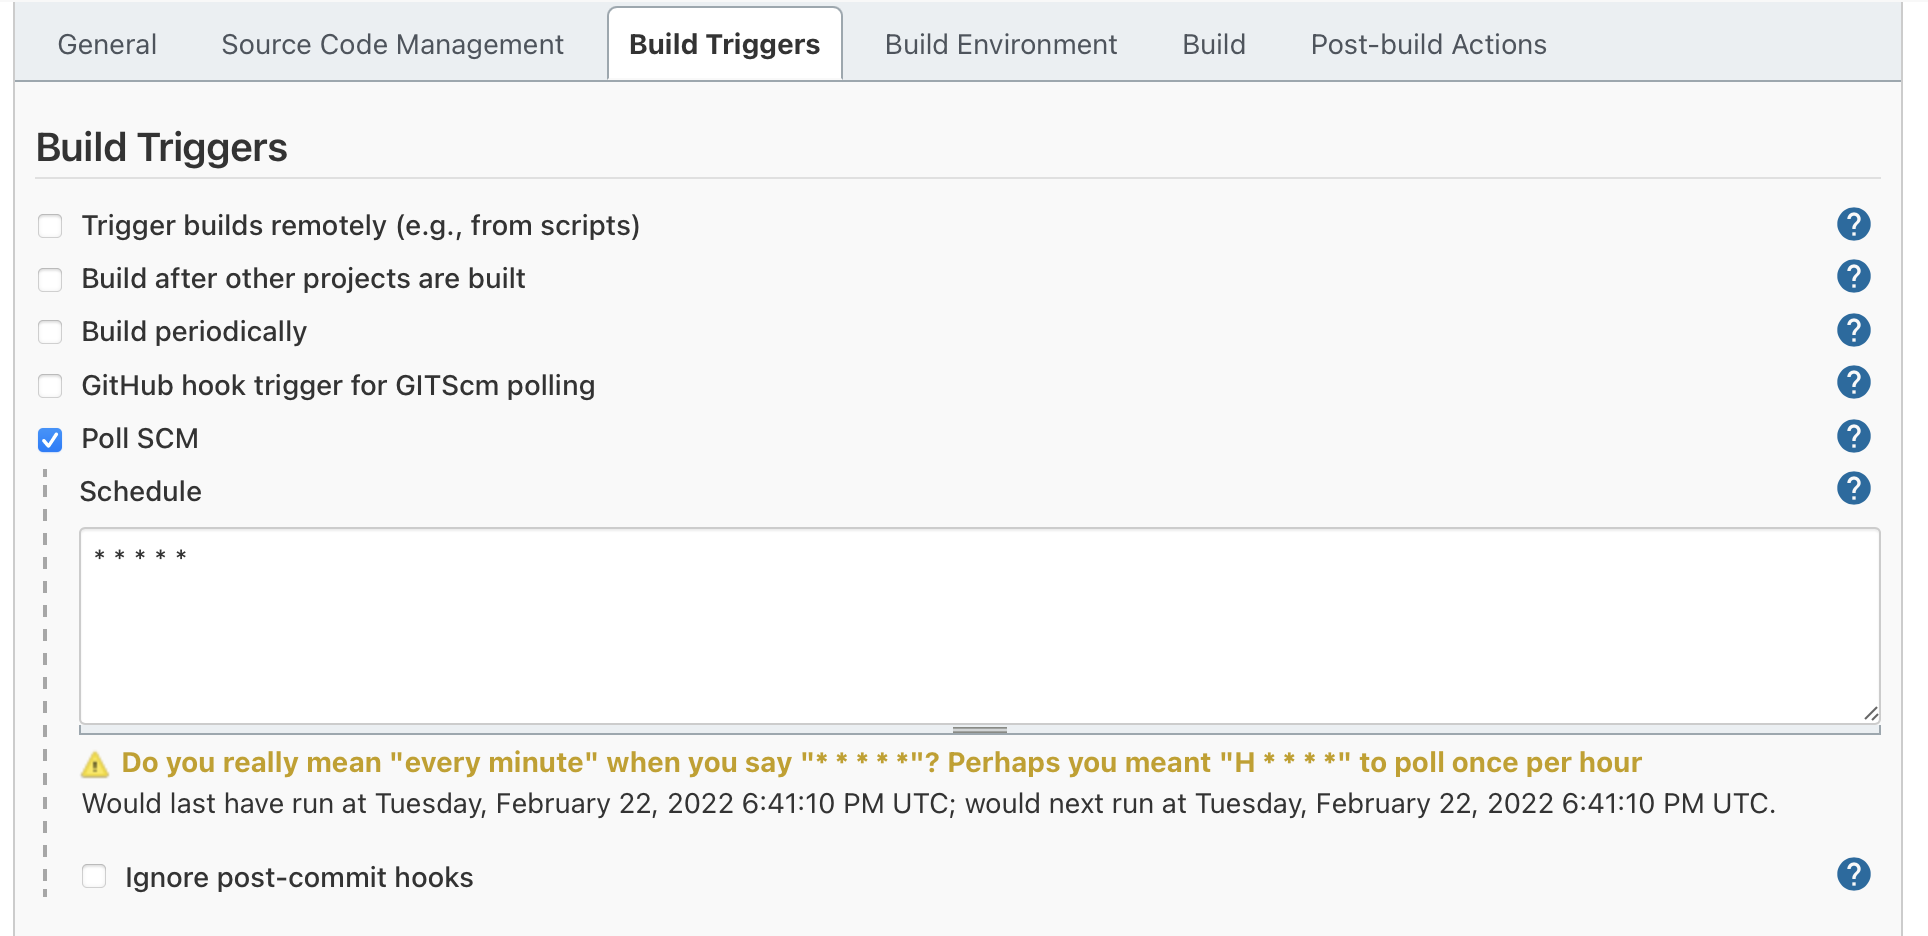 General Source Code Management Build Triggers Build Environment Build Post-build Actions
Build Triggers
Trigger builds remotely (e.g., from scripts) ?
Build after other projects are built ?
Build periodically ?
GitHub hook trigger for GITScm polling ?
Poll SCM ?
Schedule ?
* * * * *
Do you really mean "every minute" when you say "* * * * *"? Perhaps you meant "H * * * *" to poll once per hour
Would last have run at Tuesday, February 22, 2022 6:41:10 PM UTC; would next run at Tuesday, February 22, 2022 6:41:10 PM UTC.
Ignore post-commit hooks ?